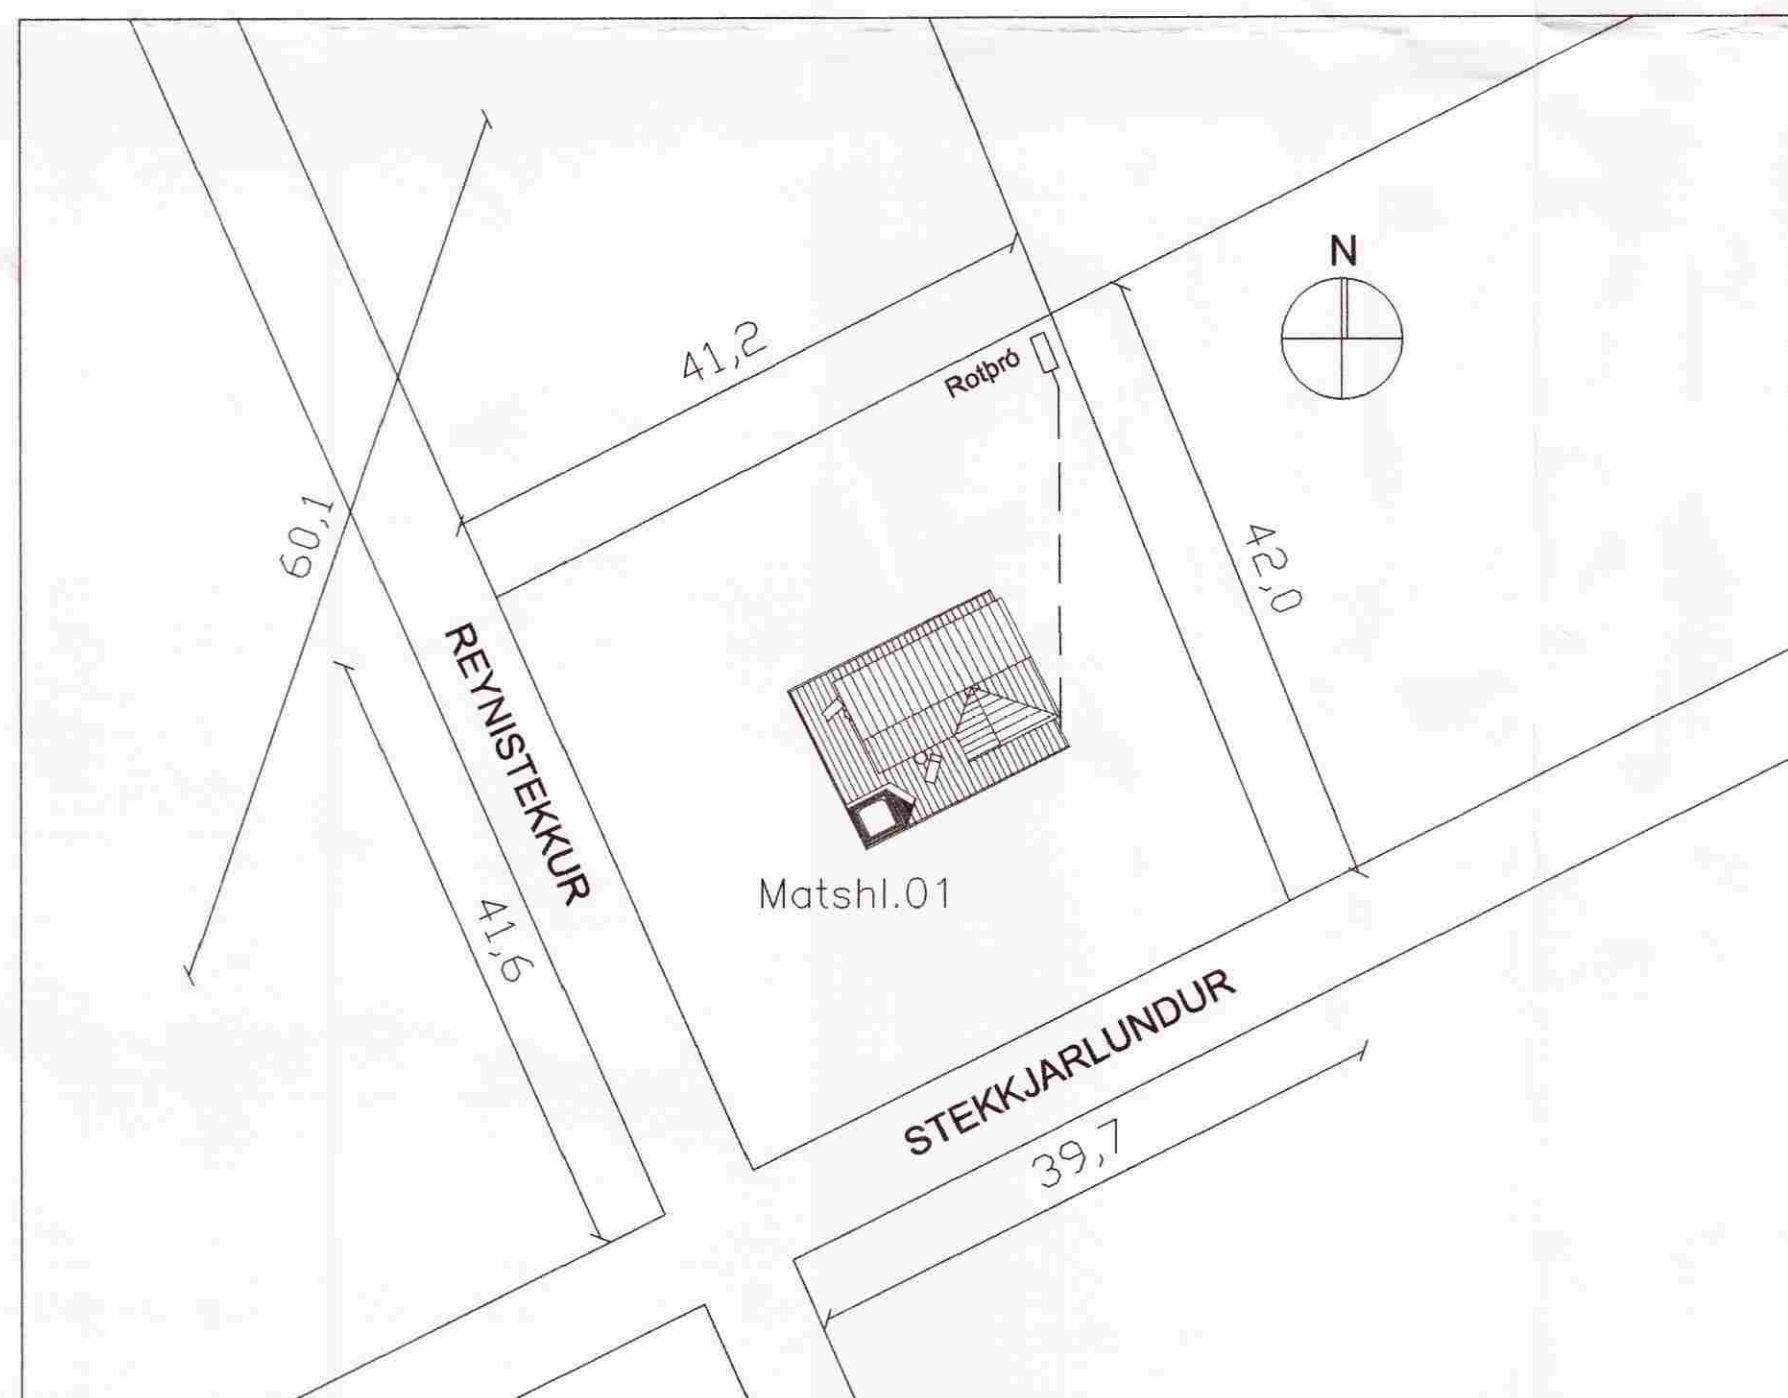 N
41,2
Rotþró
60,1
42,0
REYNISTEKKUR
Matshl.01
41,6
STEKKJARLUNDUR
39,7